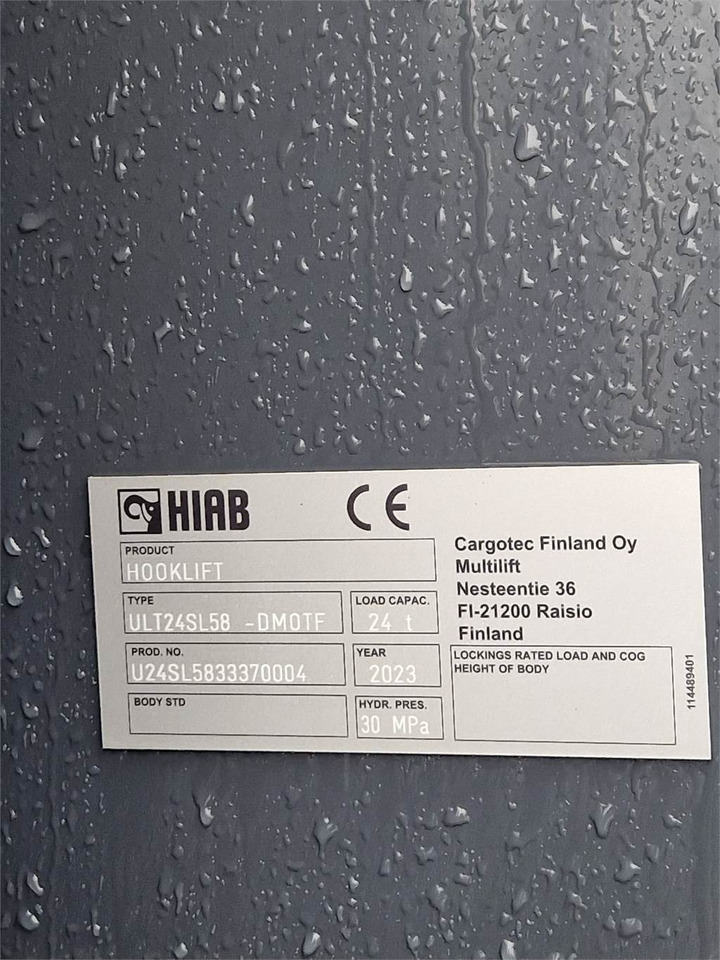 HIAB CE
PRODUCT
HOOKLIFT
TYPE
ULT24SL58 -DMOTF
LOAD CAPAC.
24 t
PROD. NO.
U24SL5833370004
YEAR
2023
BODY STD
HYDR. PRES.
30 MPa
Cargotec Finland Oy
Multilift
Nesteentie 36
FI-21200 Raisio
Finland
LOCKINGS RATED LOAD AND COG
HEIGHT OF BODY
114489401